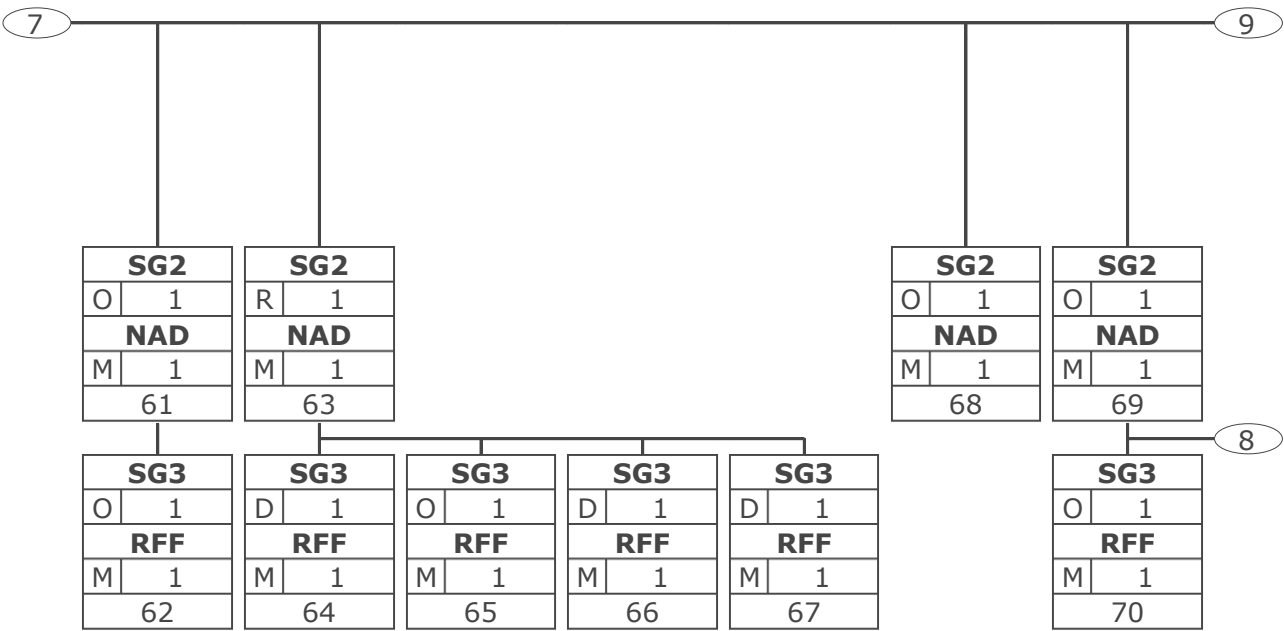 7 9
SG2 SG2 SG2 SG2
O 1 R 1 O 1 O 1
NAD NAD NAD NAD
M 1 M 1 M 1 M 1
61 63 68 69
8
SG3 SG3 SG3 SG3 SG3 SG3
O 1 D 1 O 1 D 1 D 1 O 1
RFF RFF RFF RFF RFF RFF
M 1 M 1 M 1 M 1 M 1 M 1
62 64 65 66 67 70